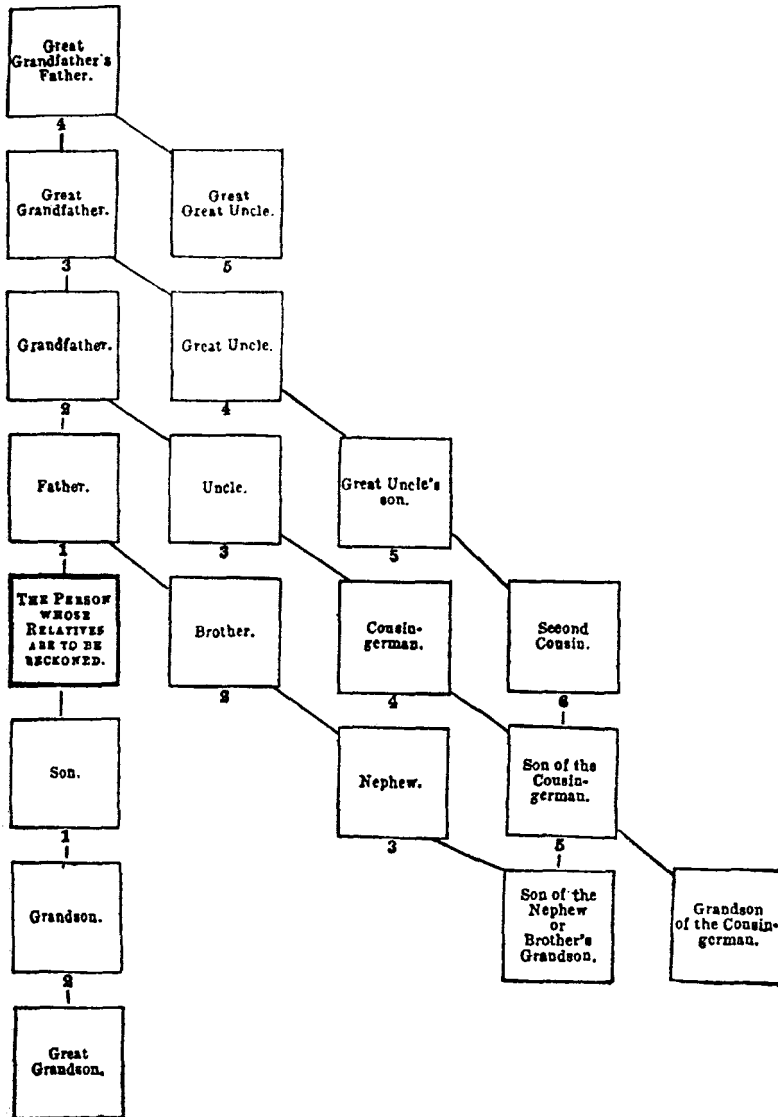 Great
Grandfather's
Father.
4
Great
Grandfather.
3
Great
Great Uncle.
5
Grandfather.
2
Great Uncle.
4
Father.
1
Uncle.
3
Great Uncle's
son.
5
THE PERSON
WHOSE
RELATIVES
ARE TO BE
RECKONED.
Brother.
2
Cousin-
german.
4
Second
Cousin.
6
Son.
1
Nephew.
3
Son of the
Cousin-
german.
5
Grandson.
2
Son of the
Nephew
or
Brother's
Grandson.
Grandson
of the Cousin-
german.
Great
Grandson.